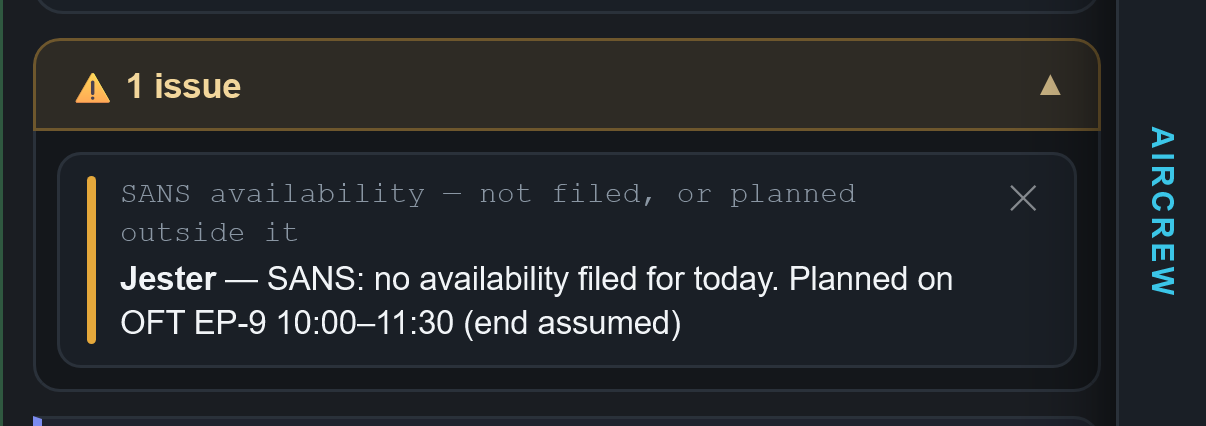 1 issue
▲
SANS availability — not filed, or planned
outside it
Jester — SANS: no availability filed for today. Planned on
OFT EP-9 10:00–11:30 (end assumed)
AIRCREW